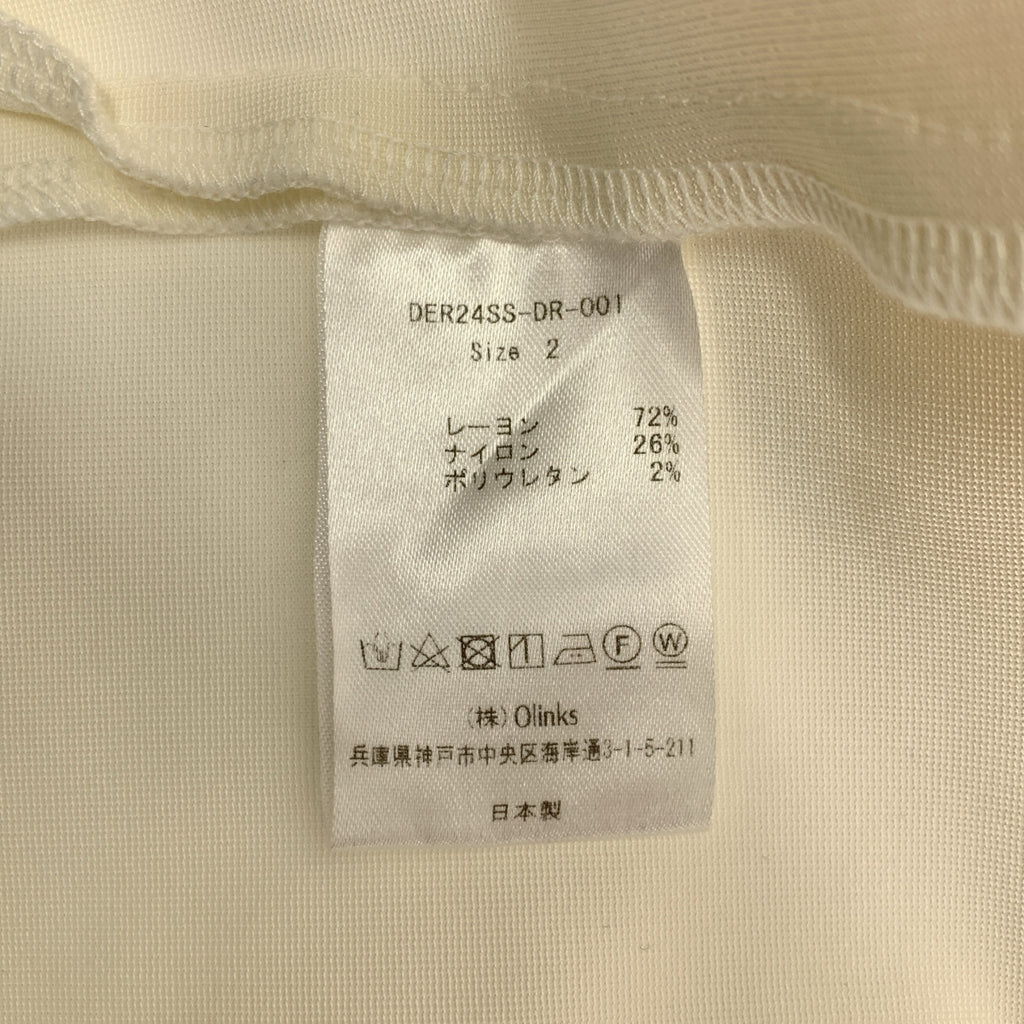 DER24SS-DR-001
Size 2
レーヨン 72%
ナイロン 26%
ポリウレタン 2%
F W
(株)Olinks
兵庫県神戸市中央区海岸通3-1-5-211
日本製